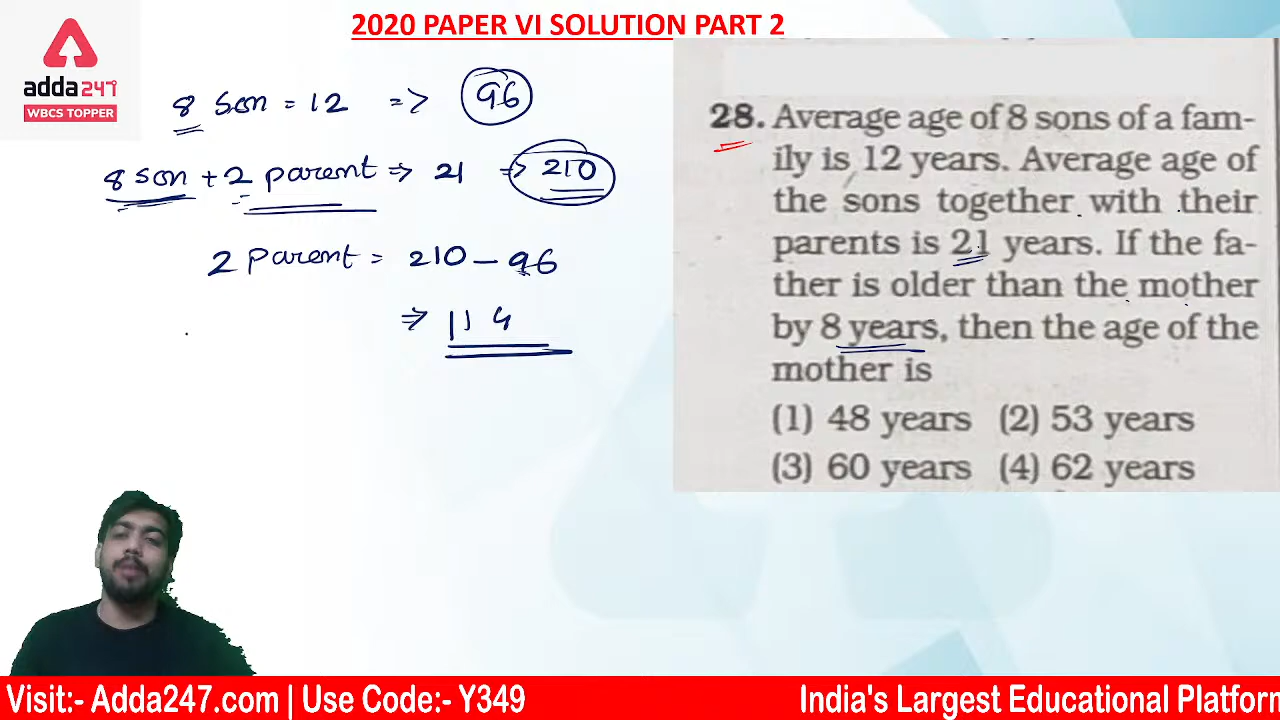 2020 PAPER VI SOLUTION PART 2
adda247
WBCS TOPPER
8 Son = 12 => 96
8 Son + 2 parent => 21 => 210
2 Parent = 210 - 96
=> 114
28. Average age of 8 sons of a fam-
ily is 12 years. Average age of
the sons together with their
parents is 21 years. If the fa-
ther is older than the mother
by 8 years, then the age of the
mother is
(1) 48 years (2) 53 years
(3) 60 years (4) 62 years
Visit:- Adda247.com | Use Code:- Y349
India's Largest Educational Platform